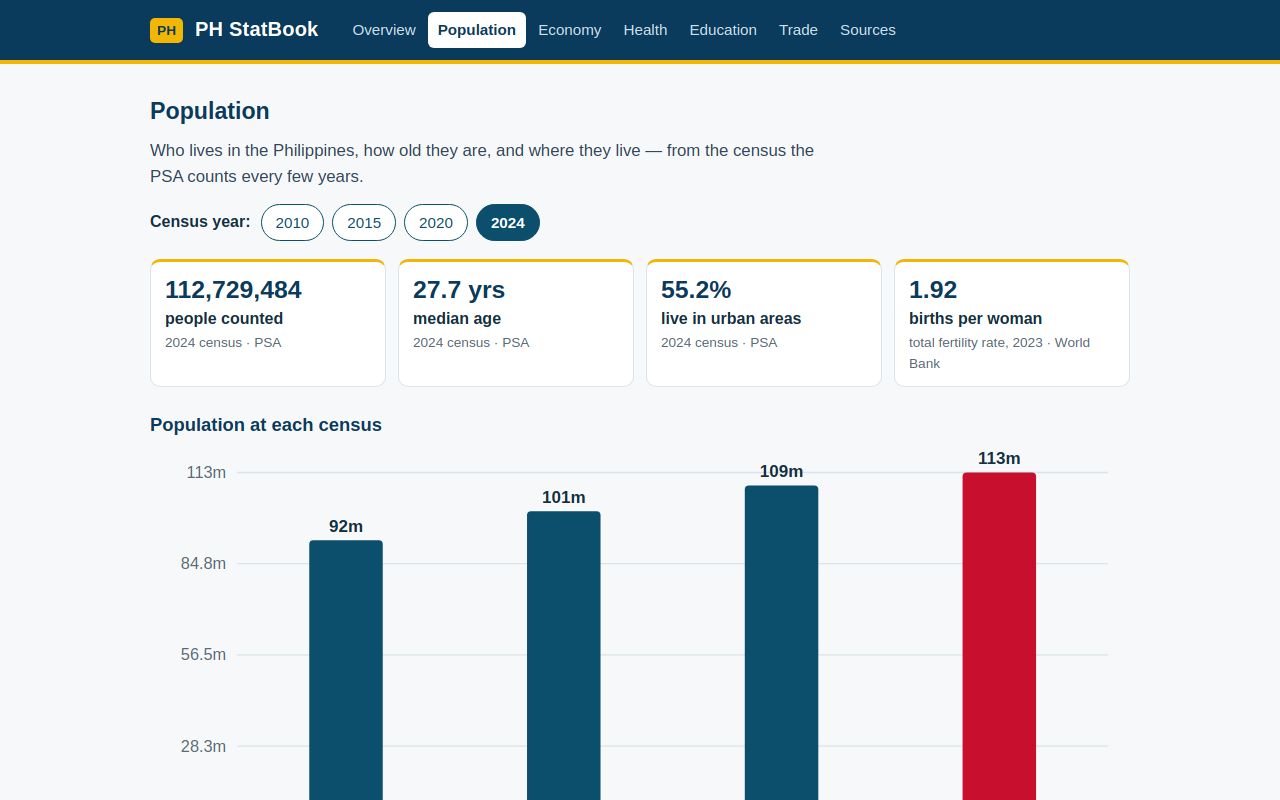 PH PH StatBook Overview Population Economy Health Education Trade Sources
Population
Who lives in the Philippines, how old they are, and where they live — from the census the
PSA counts every few years.
Census year: 2010 2015 2020 2024
112,729,484
people counted
2024 census · PSA
27.7 yrs
median age
2024 census · PSA
55.2%
live in urban areas
2024 census · PSA
1.92
births per woman
total fertility rate, 2023 · World
Bank
Population at each census
113m
84.8m
56.5m
28.3m
92m
101m
109m
113m